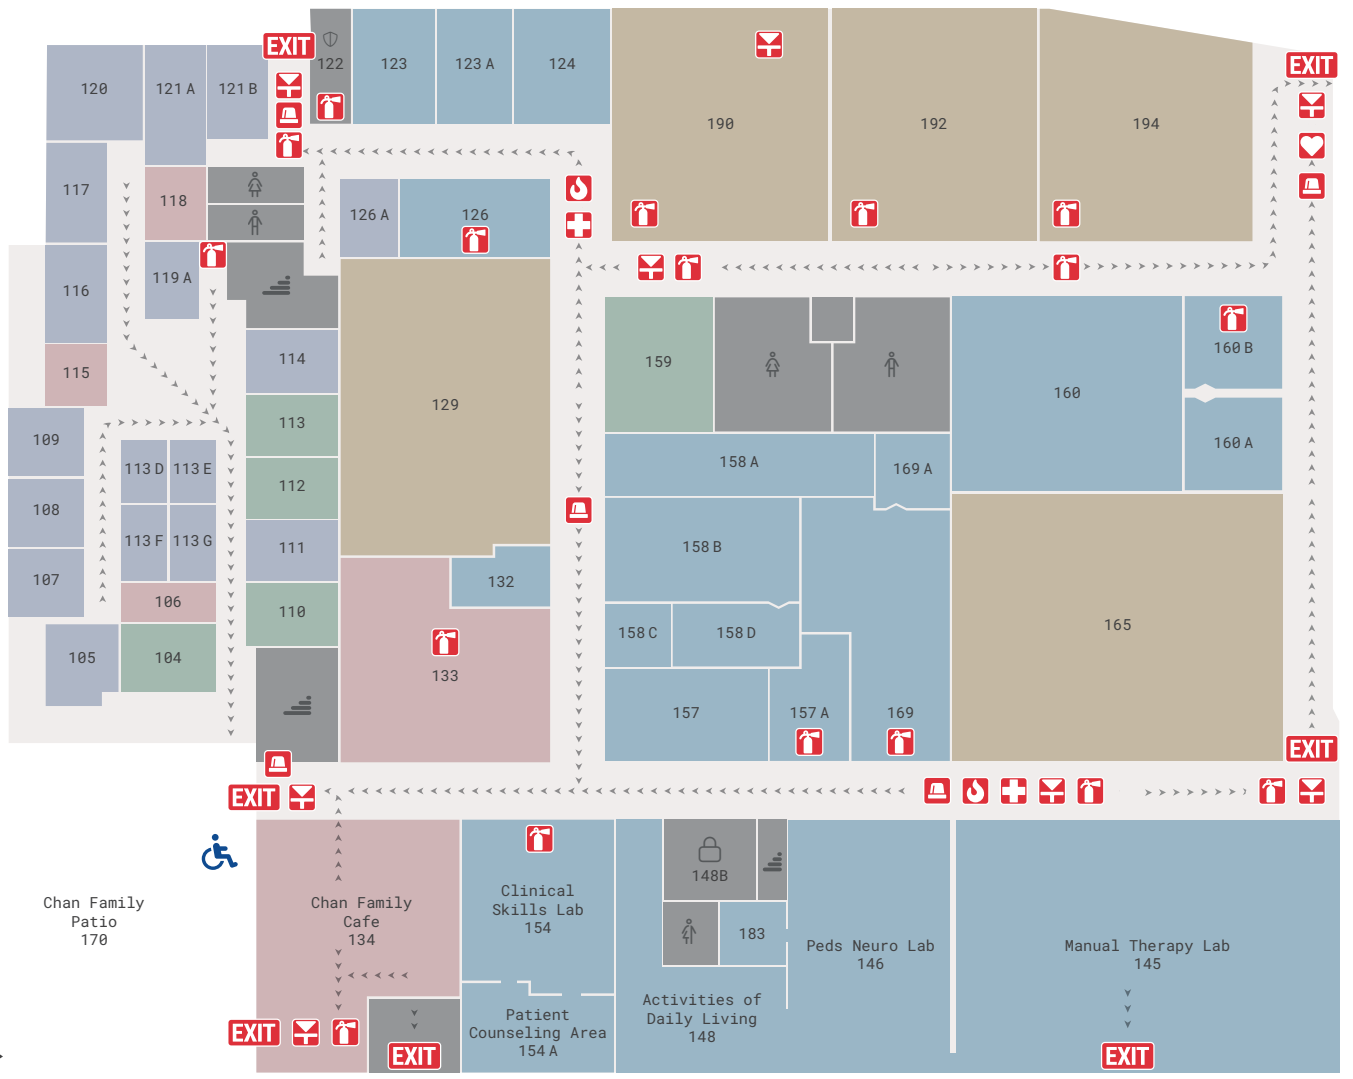 EXIT
122
123
123 A
124
190
192
194
EXIT
120
121 A
121 B
117
118
126 A
126
116
119 A
115
114
129
159
160
160 B
160 A
109
113 D
113 E
113
158 A
169 A
108
112
113 F
113 G
111
158 B
107
132
106
110
158 C
158 D
165
105
104
133
157
157 A
169
EXIT
EXIT
148B
Chan Family
Patio
170
Chan Family
Cafe
134
Clinical
Skills Lab
154
183
Peds Neuro Lab
146
Manual Therapy Lab
145
Activities of
Daily Living
148
Patient
Counseling Area
154 A
EXIT
EXIT
EXIT